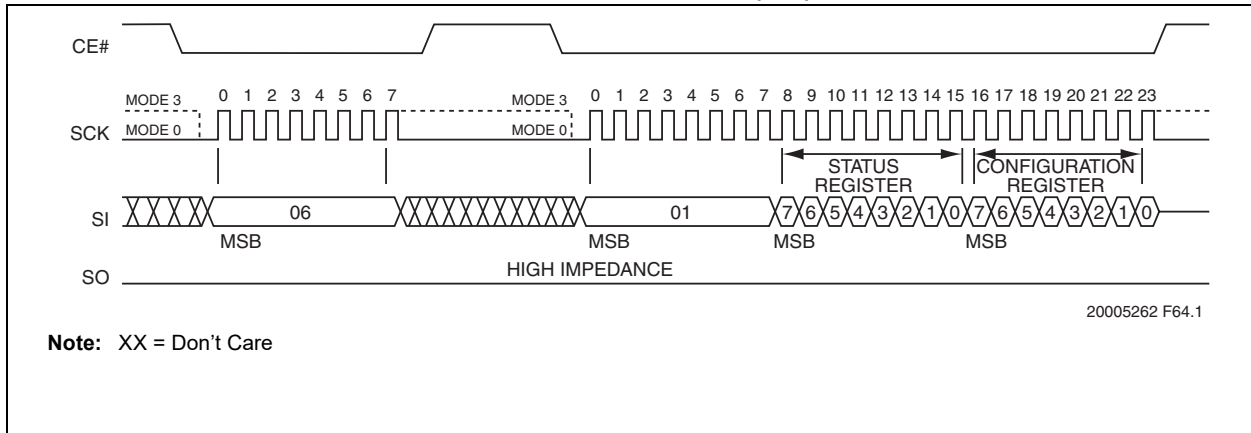 CE#
MODE 3 0 1 2 3 4 5 6 7 MODE 3 0 1 2 3 4 5 6 7 8 9 10 11 12 13 14 15 16 17 18 19 20 21 22 23
SCK MODE 0 MODE 0
STATUS REGISTER
CONFIGURATION REGISTER
SI 06 01 7 6 5 4 3 2 1 0 7 6 5 4 3 2 1 0
MSB MSB MSB MSB
HIGH IMPEDANCE
SO
20005262 F64.1
Note: XX = Don't Care